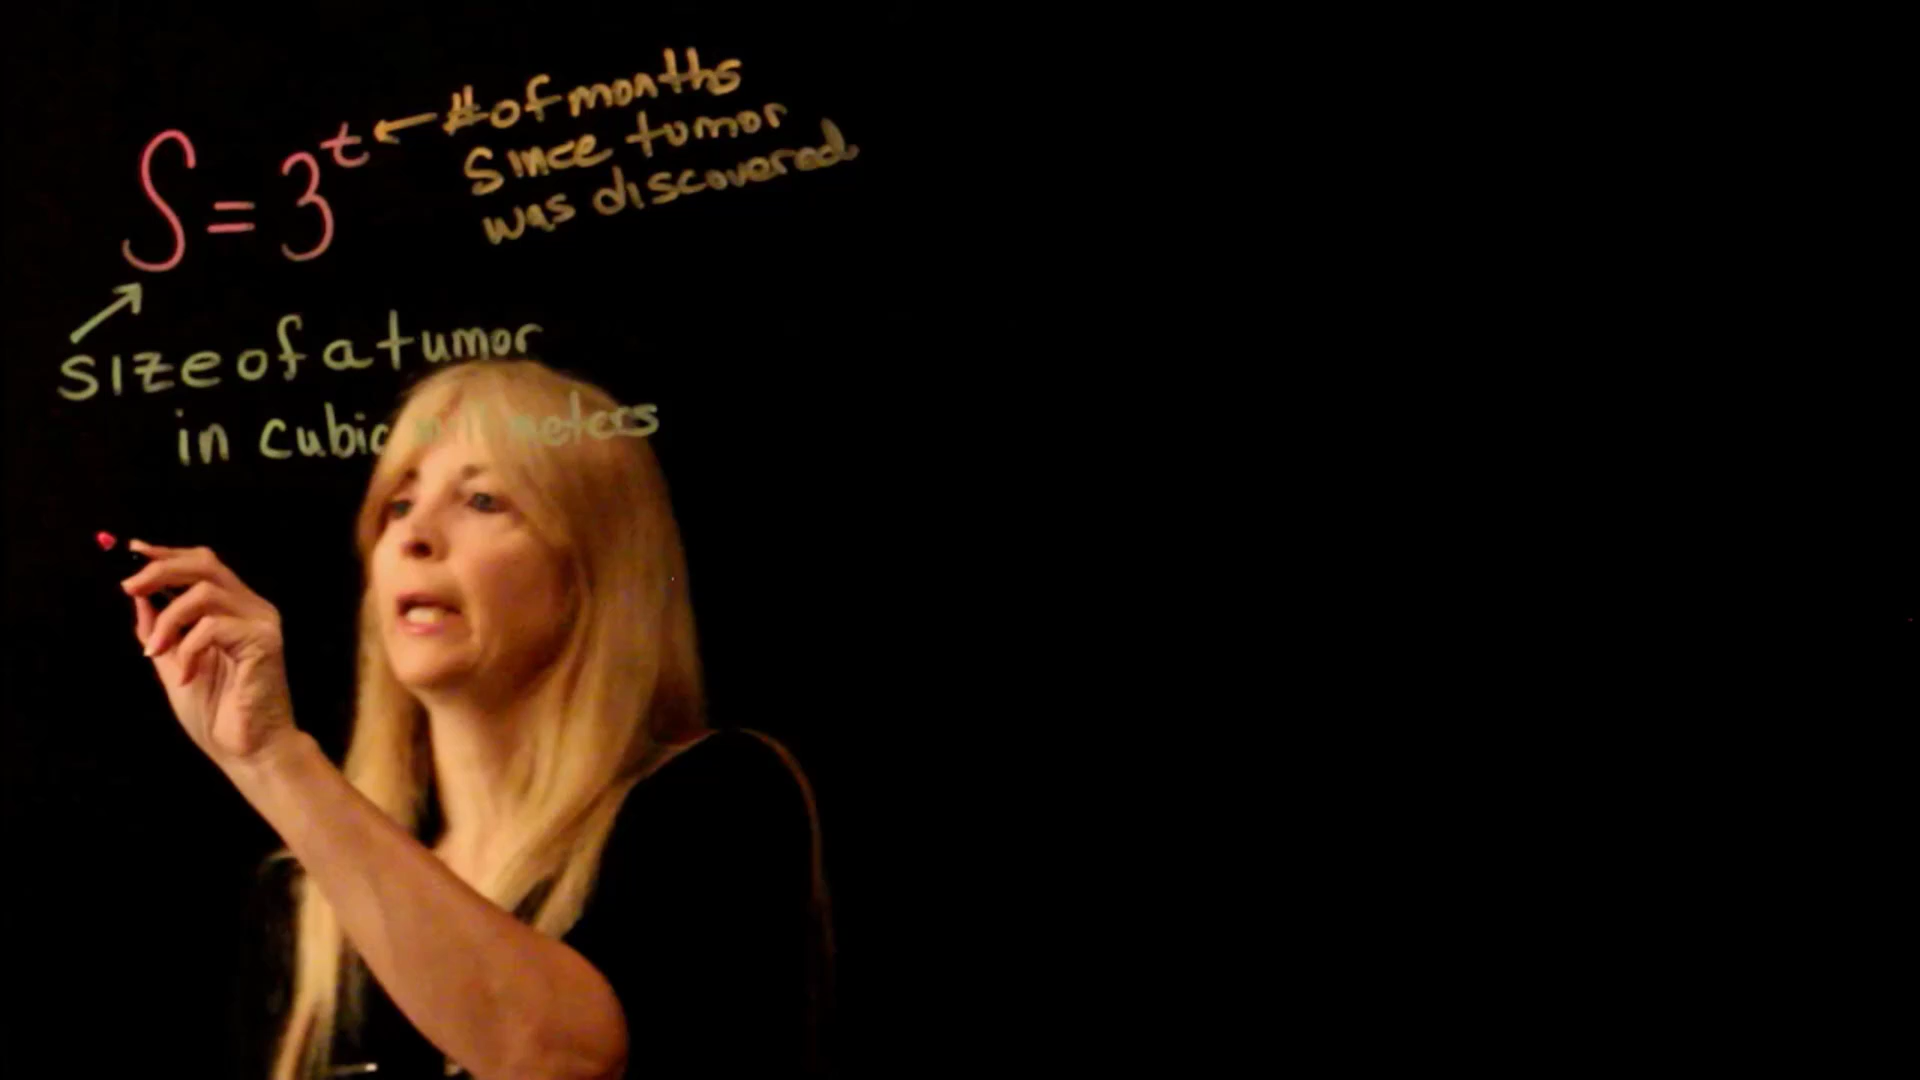 S = 3^t ← # of months
since tumor
was discovered
size of a tumor
in cubic